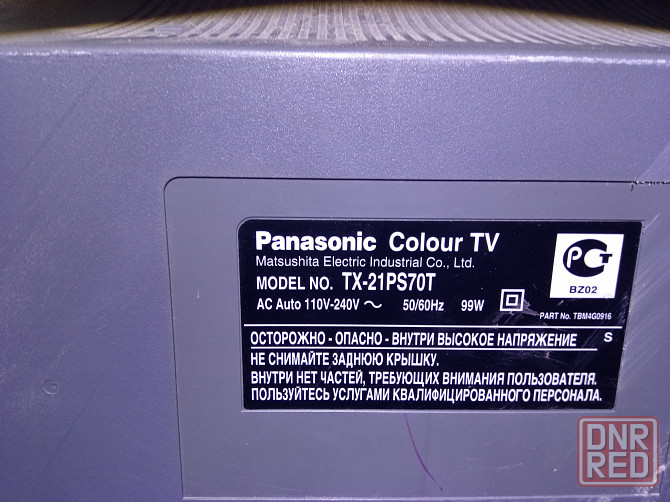 Panasonic Colour TV
Matsushita Electric Industrial Co., Ltd.
MODEL NO. TX-21PS70T
AC Auto 110V-240V ~ 50/60Hz 99W
PCT
BZ02
PART No. TBM4G0916
ОСТОРОЖНО - ОПАСНО - ВНУТРИ ВЫСОКОЕ НАПРЯЖЕНИЕ S
НЕ СНИМАЙТЕ ЗАДНЮЮ КРЫШКУ.
ВНУТРИ НЕТ ЧАСТЕЙ, ТРЕБУЮЩИХ ВНИМАНИЯ ПОЛЬЗОВАТЕЛЯ.
ПОЛЬЗУЙТЕСЬ УСЛУГАМИ КВАЛИФИЦИРОВАННОГО ПЕРСОНАЛА.
DNR
RED